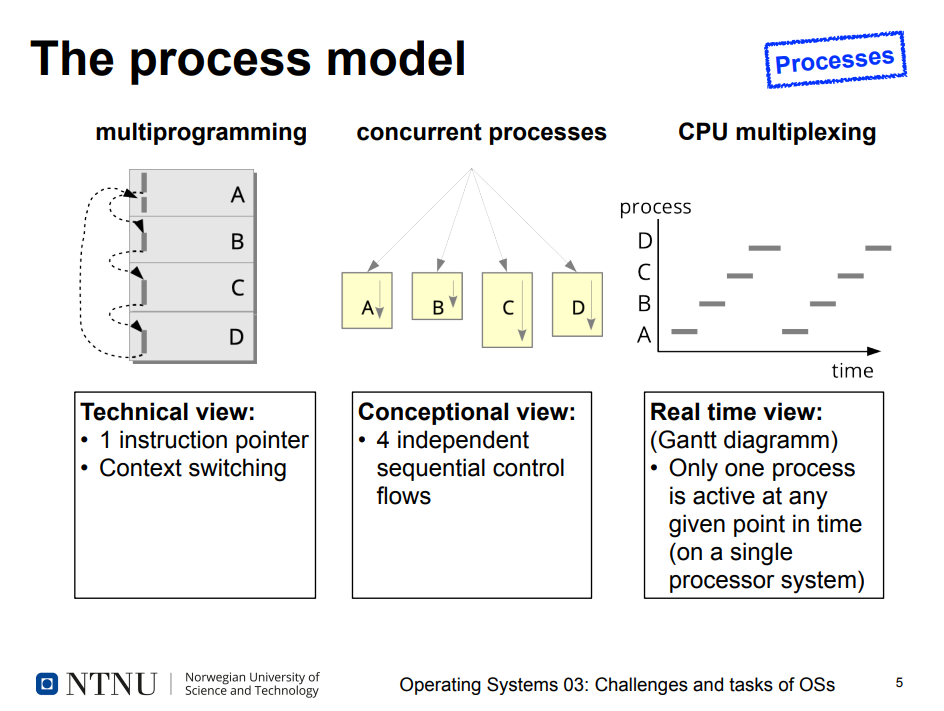 The process model
Processes
multiprogramming
concurrent processes
CPU multiplexing
A
B
C
D
A
B
C
D
process
D
C
B
A
time
Technical view:
• 1 instruction pointer
• Context switching
Conceptional view:
• 4 independent
sequential control
flows
Real time view:
(Gantt diagramm)
• Only one process
is active at any
given point in time
(on a single
processor system)
NTNU
Norwegian University of
Science and Technology
Operating Systems 03: Challenges and tasks of OSs
5